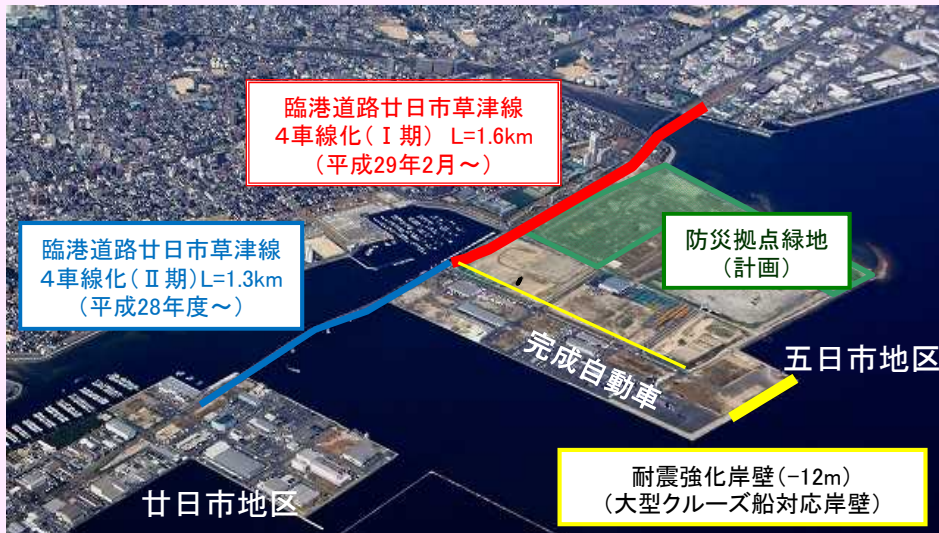 臨港道路廿日市草津線
４車線化（Ⅰ期） L=1.6km
（平成29年2月～）
臨港道路廿日市草津線
４車線化（Ⅱ期）L=1.3km
（平成28年度～）
防災拠点緑地
（計画）
完成自動車
五日市地区
廿日市地区
耐震強化岸壁（-12m）
（大型クルーズ船対応岸壁）